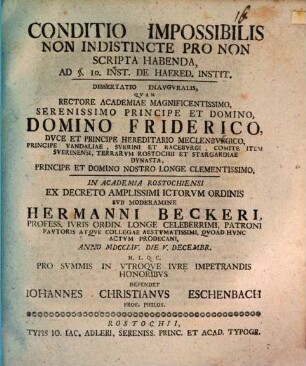 CONDITIO IMPOSSIBILIS
NON INDISTINCTE PRO NON
SCRIPTA HABENDA,
AD §. 10. INST. DE HAERED. INSTIT.
DISSERTATIO INAVGVRALIS,
QVAM
RECTORE ACADEMIAE MAGNIFICENTISSIMO,
SERENISSIMO PRINCIPE ET DOMINO,
DOMINO FRIDERICO,
DVCE ET PRINCIPE HEREDITARIO MECLENBVRGICO,
PRINCIPE VANDALIAE, SVERINI ET RACEBVRGI, COMITE ITEM
SVERINENSI, TERRARVM ROSTOCHII ET STARGARDIAE
DYNASTA,
PRINCIPE ET DOMINO NOSTRO LONGE CLEMENTISSIMO,
IN ACADEMIA ROSTOCHIENSI
EX DECRETO AMPLISSIMI ICTORVM ORDINIS
SVB MODERAMINE
HERMANNI BECKERI,
PROFESS. IVRIS ORDIN. LONGE CELEBERRIMI, PATRONI
FAVTORIS ATQVE COLLEGAE AESTVMATISSIMI, QVOAD HVNC
ACTVM PRODECANI,
ANNO MDCCLIV. DIE V. DECEMBR.
H. L. Q. C.
PRO SVMMIS IN VTROQVE IVRE IMPETRANDIS
HONORIBVS
DEFENDET
IOHANNES CHRISTIANVS ESCHENBACH
PROF. PHILOS.
ROSTOCHII,
TYPIS IO. IAC. ADLERI, SERENISS. PRINC. ET ACAD. TYPOGR.